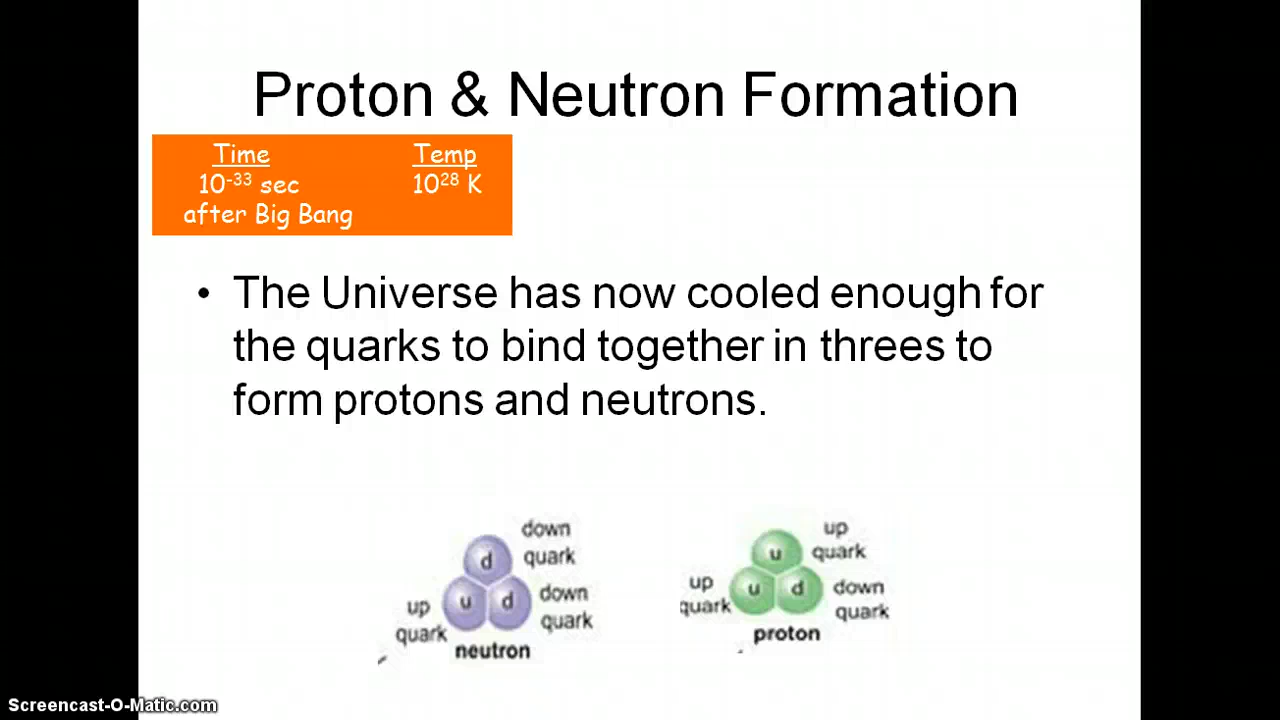 Proton & Neutron Formation
Time Temp
10⁻³³ sec 10²⁸ K
after Big Bang
• The Universe has now cooled enough for
the quarks to bind together in threes to
form protons and neutrons.
down
quark
d
u d
down
quark
up
quark
neutron
up
quark
u
u d
up
quark
down
quark
proton
Screencast-O-Matic.com